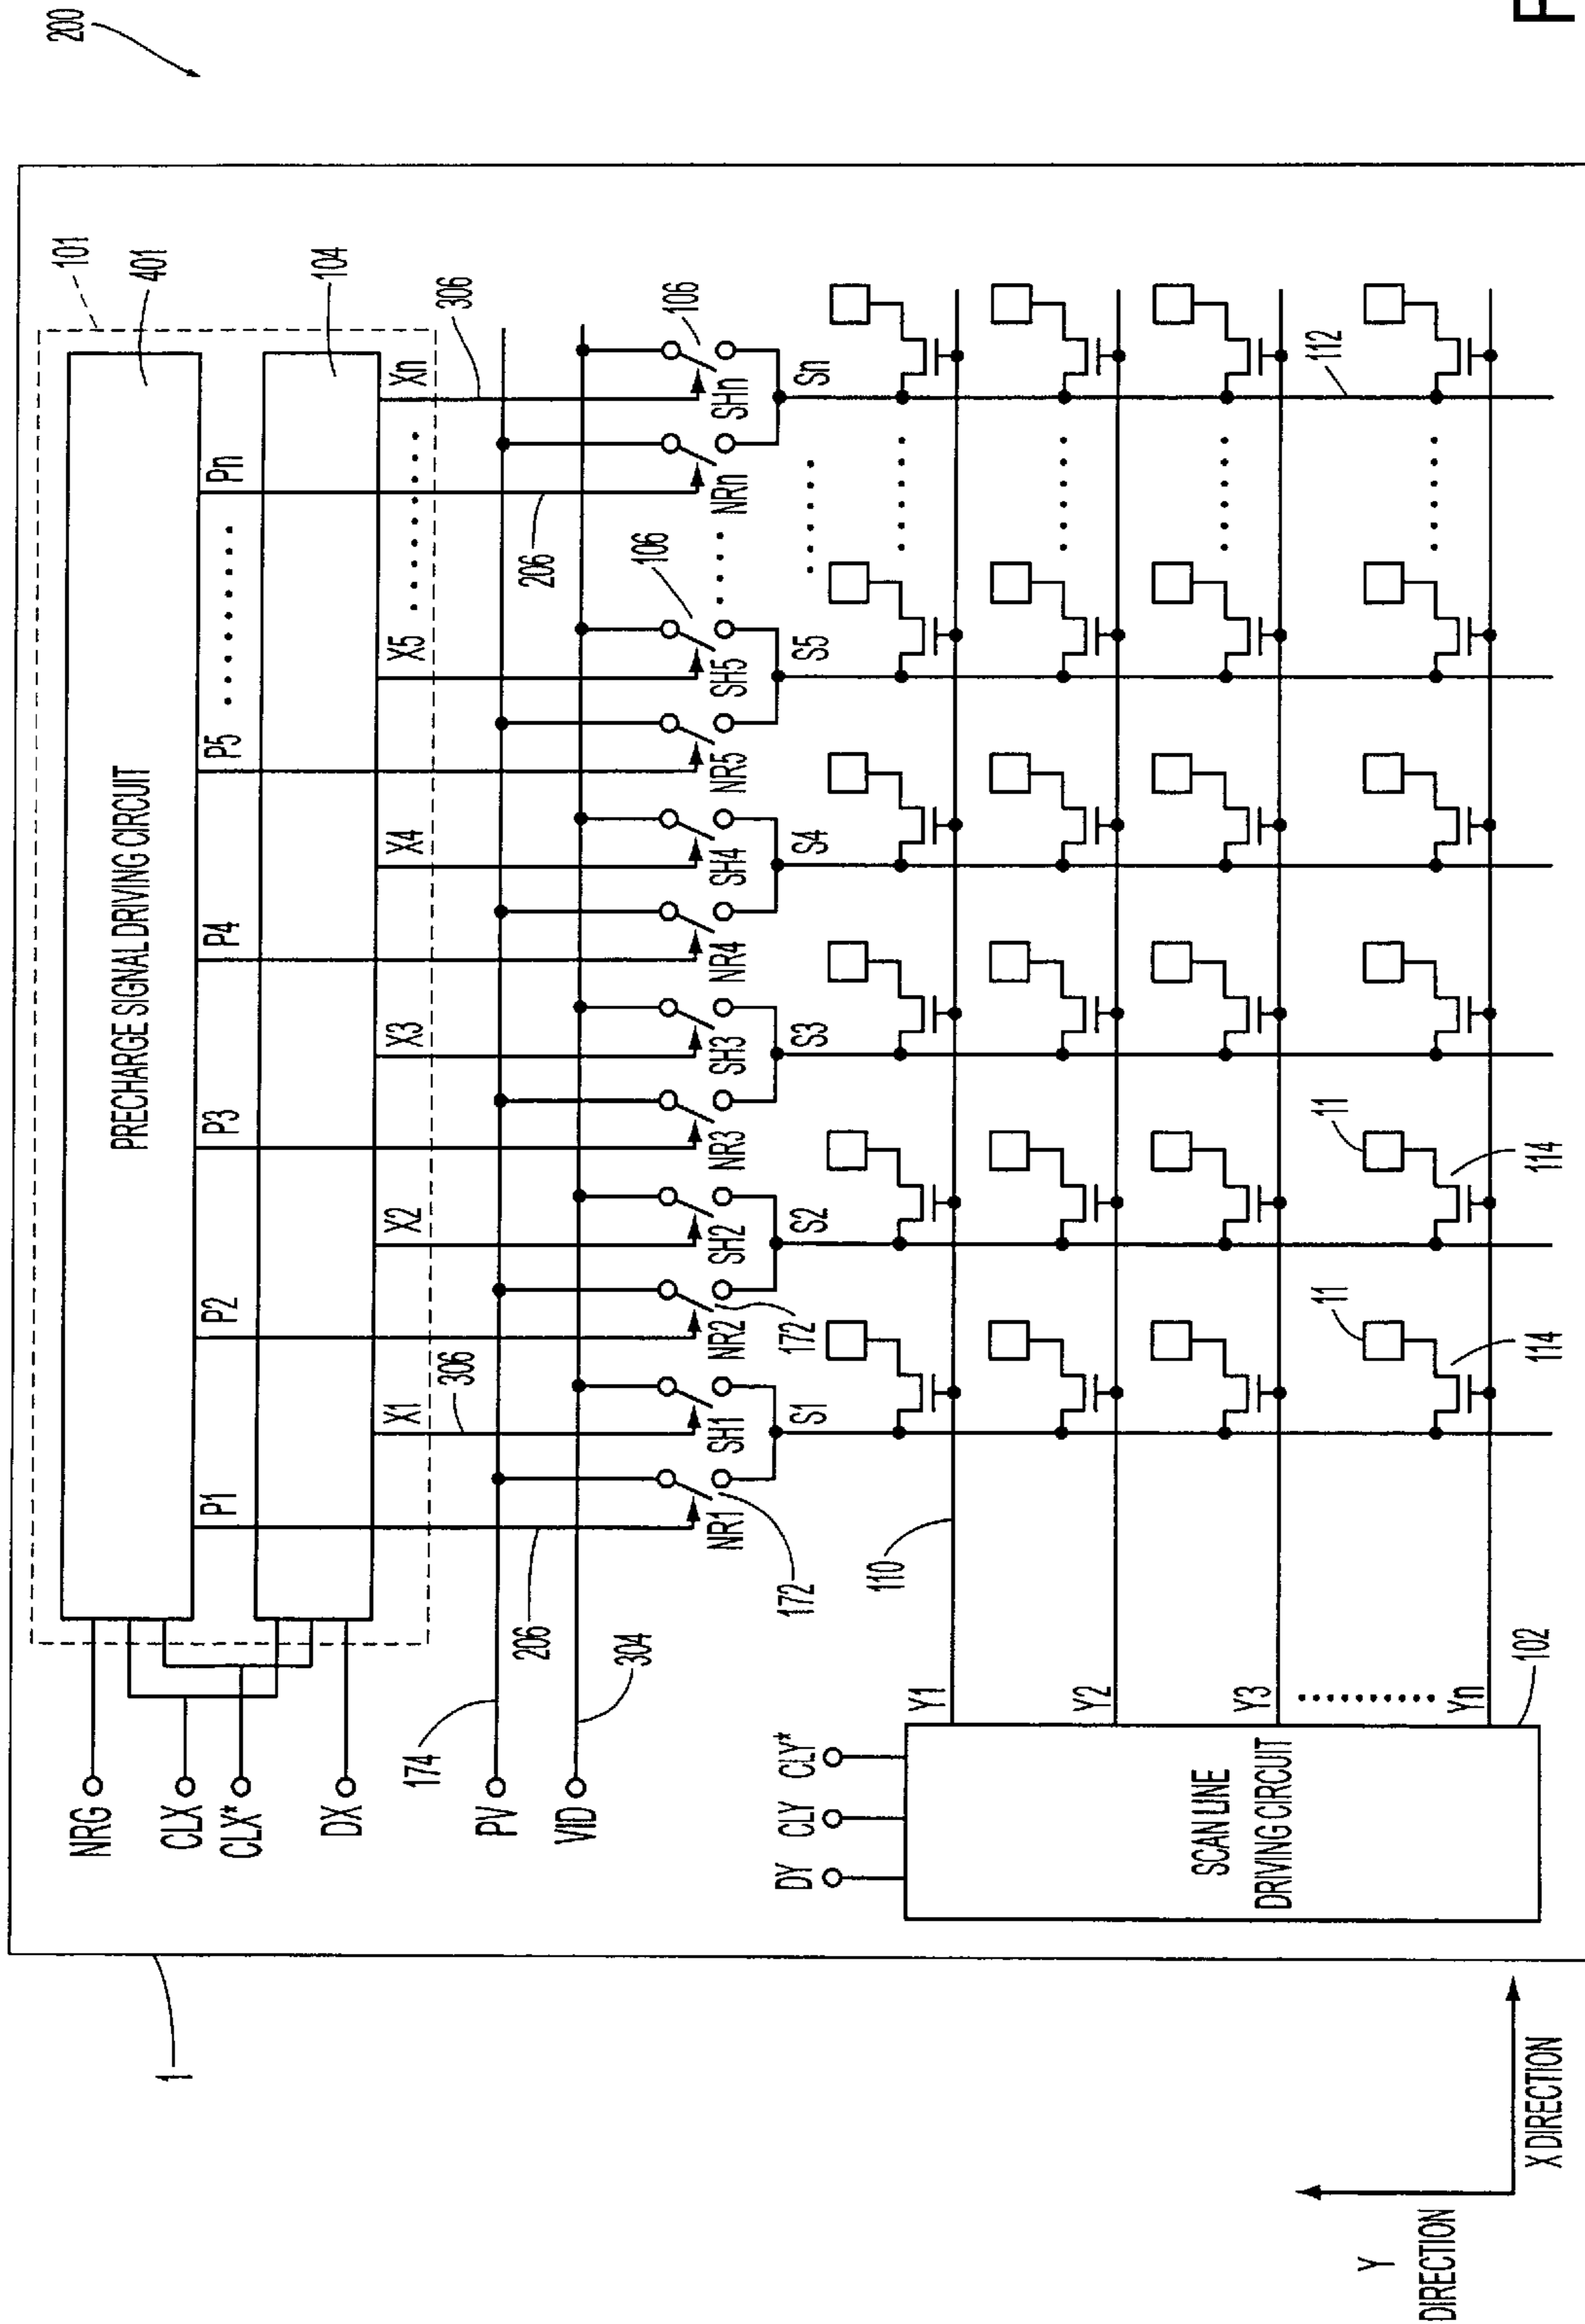 200
101
401
104
306
106
PRECHARGE SIGNAL DRIVING CIRCUIT
P1 P2 P3 P4 P5 Pn
X1 X2 X3 X4 X5 Xn
306
206
206
106
NRG
CLX
CLX*
DX
174
PV
VID
304
NR1 SH1 NR2 SH2 NR3 SH3 NR4 SH4 NR5 SH5 NRn SHn
172
172
S1 S2 S3 S4 S5 Sn
110
112
DY CLY CLY*
SCAN LINE
DRIVING CIRCUIT
Y1
Y2
Y3
Yn
102
11
11
114
114
1
Y
DIRECTION
X DIRECTION